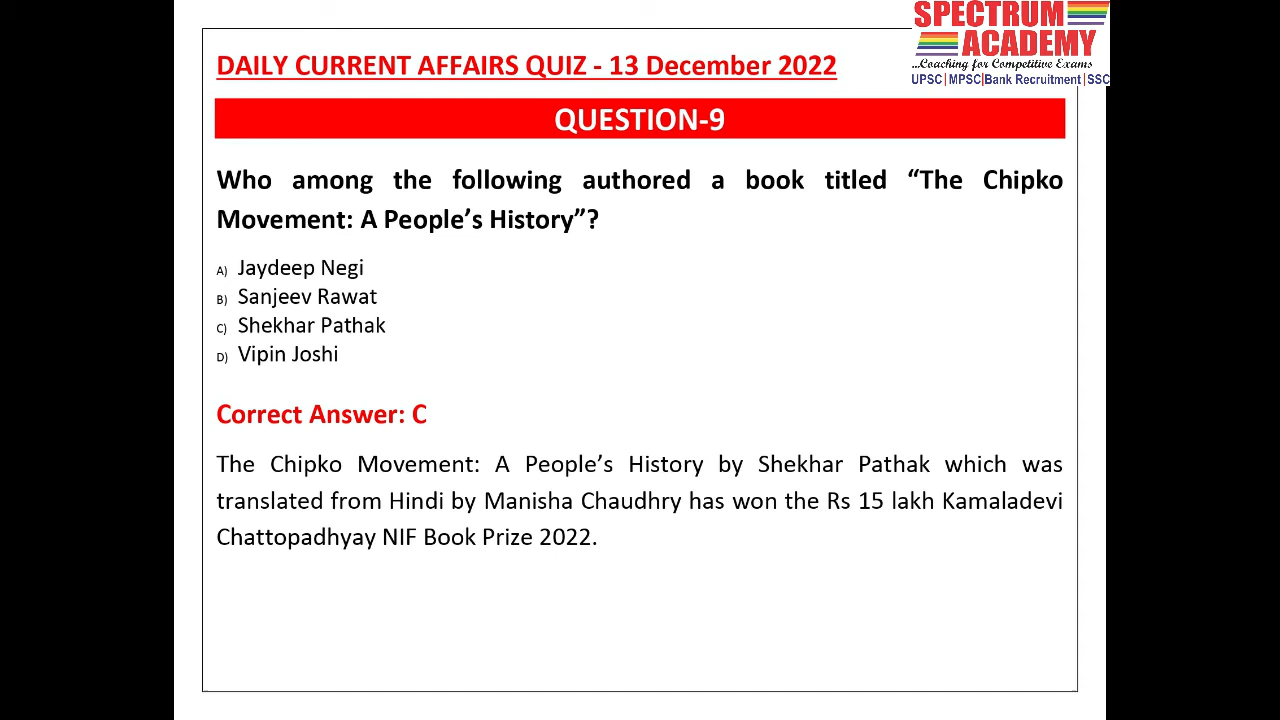 SPECTRUM
ACADEMY
...Coaching for Competitive Exams
UPSC|MPSC|Bank Recruitment|SSC
DAILY CURRENT AFFAIRS QUIZ - 13 December 2022
QUESTION-9
Who among the following authored a book titled “The Chipko
Movement: A People’s History”?
A) Jaydeep Negi
B) Sanjeev Rawat
C) Shekhar Pathak
D) Vipin Joshi
Correct Answer: C
The Chipko Movement: A People’s History by Shekhar Pathak which was
translated from Hindi by Manisha Chaudhry has won the Rs 15 lakh Kamaladevi
Chattopadhyay NIF Book Prize 2022.